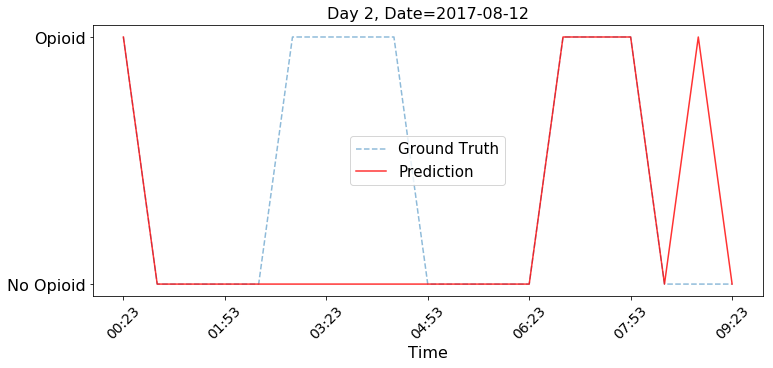 Day 2, Date=2017-08-12
Opioid
No Opioid
Ground Truth
Prediction
00:23
01:53
03:23
04:53
06:23
07:53
09:23
Time